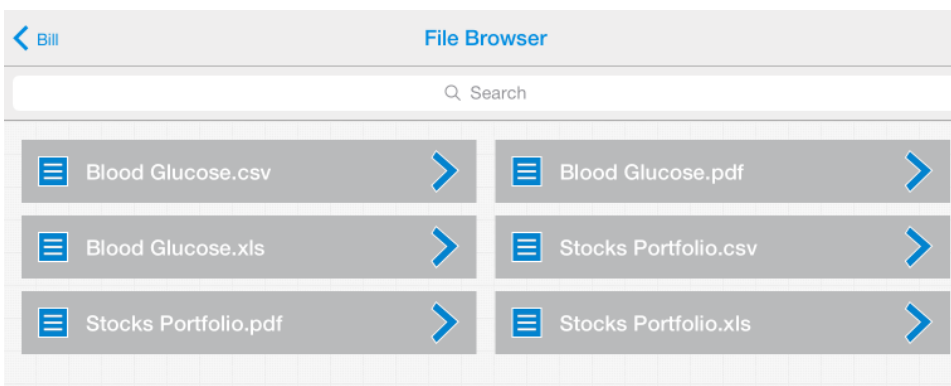 Bill
File Browser
Search
Blood Glucose.csv
Blood Glucose.pdf
Blood Glucose.xls
Stocks Portfolio.csv
Stocks Portfolio.pdf
Stocks Portfolio.xls